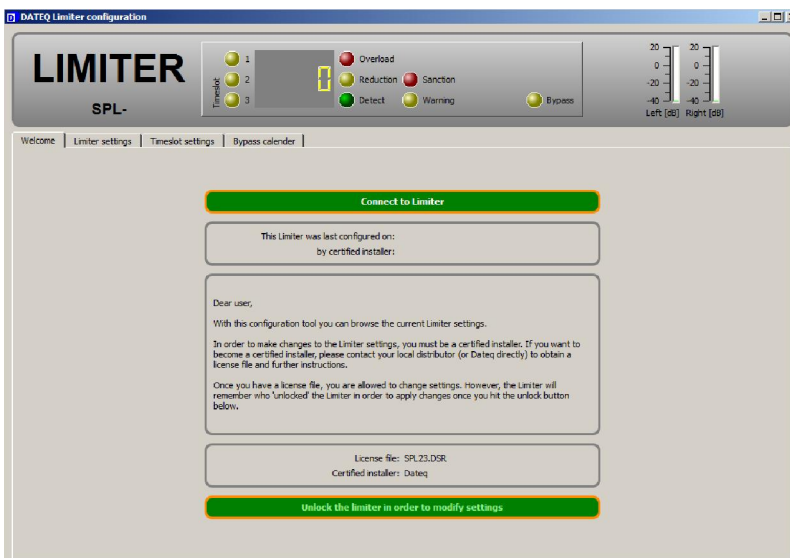 DATEQ Limiter configuration
LIMITER
SPL-
Timeslot
1
2
3
Overload
Reduction
Sanction
Detect
Warning
Bypass
20 20
0 0
-20 -20
-40 -40
Left [dB] Right [dB]
Welcome Limiter settings Timeslot settings Bypass calender
Connect to Limiter
This Limiter was last configured on:
by certified installer:
Dear user,
With this configuration tool you can browse the current Limiter settings.
In order to make changes to the Limiter settings, you must be a certified installer. If you want to
become a certified installer, please contact your local distributor (or Dateq directly) to obtain a
license file and further instructions.
Once you have a license file, you are allowed to change settings. However, the Limiter will
remember who 'unlocked' the Limiter in order to apply changes once you hit the unlock button
below.
License file: SPL23.DSR
Certified installer: Dateq
Unlock the limiter in order to modify settings